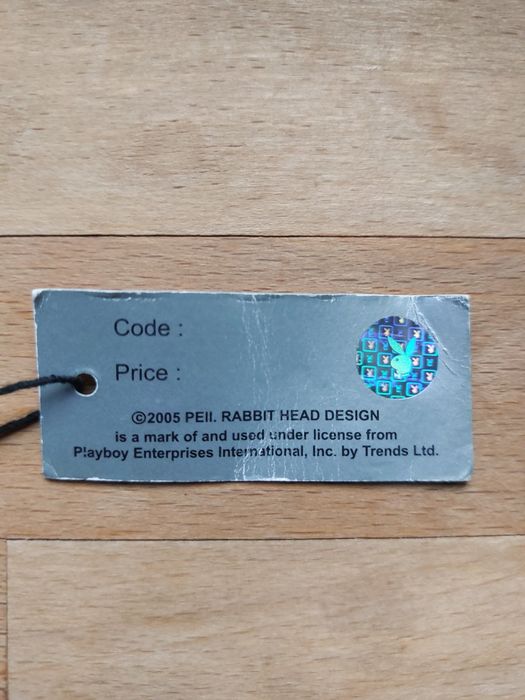 Code :
Price :
©2005 PEII. RABBIT HEAD DESIGN
is a mark of and used under license from
Playboy Enterprises International, Inc. by Trends Ltd.